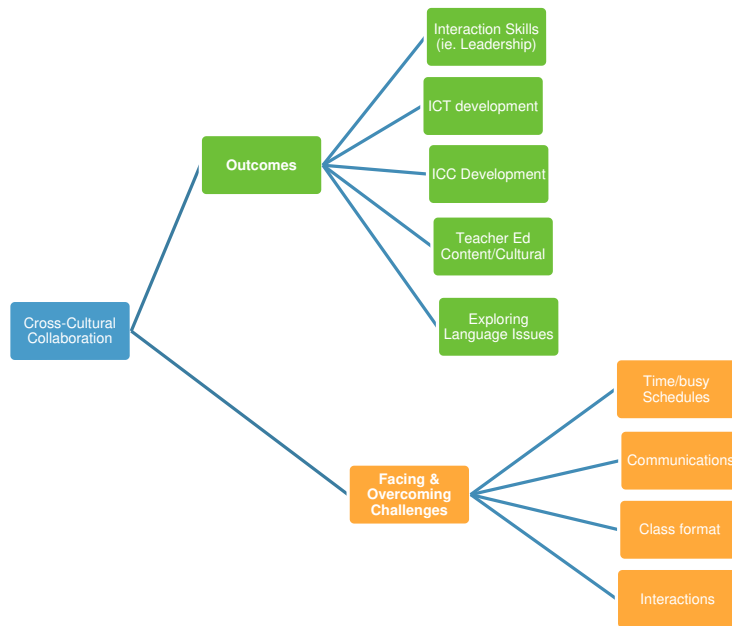 Interaction Skills
(ie. Leadership)
ICT development
Outcomes
ICC Development
Teacher Ed
Content/Cultural
Cross-Cultural
Collaboration
Exploring
Language Issues
Time/busy
Schedules
Communications
Facing &
Overcoming
Challenges
Class format
Interactions